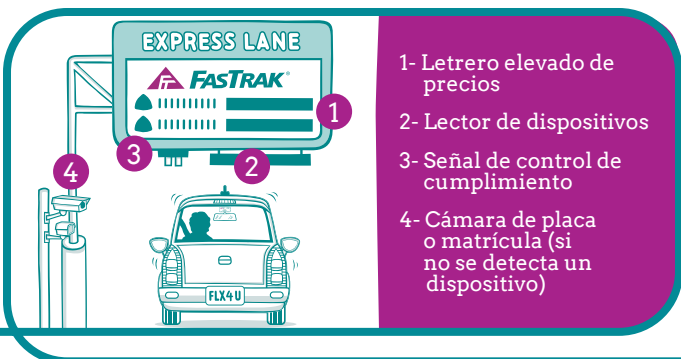 EXPRESS LANE
FASTRAK®
1
3
2
4
FLX4U
1- Letrero elevado de
precios
2- Lector de dispositivos
3- Señal de control de
cumplimiento
4- Cámara de placa
o matrícula (si
no se detecta un
dispositivo)